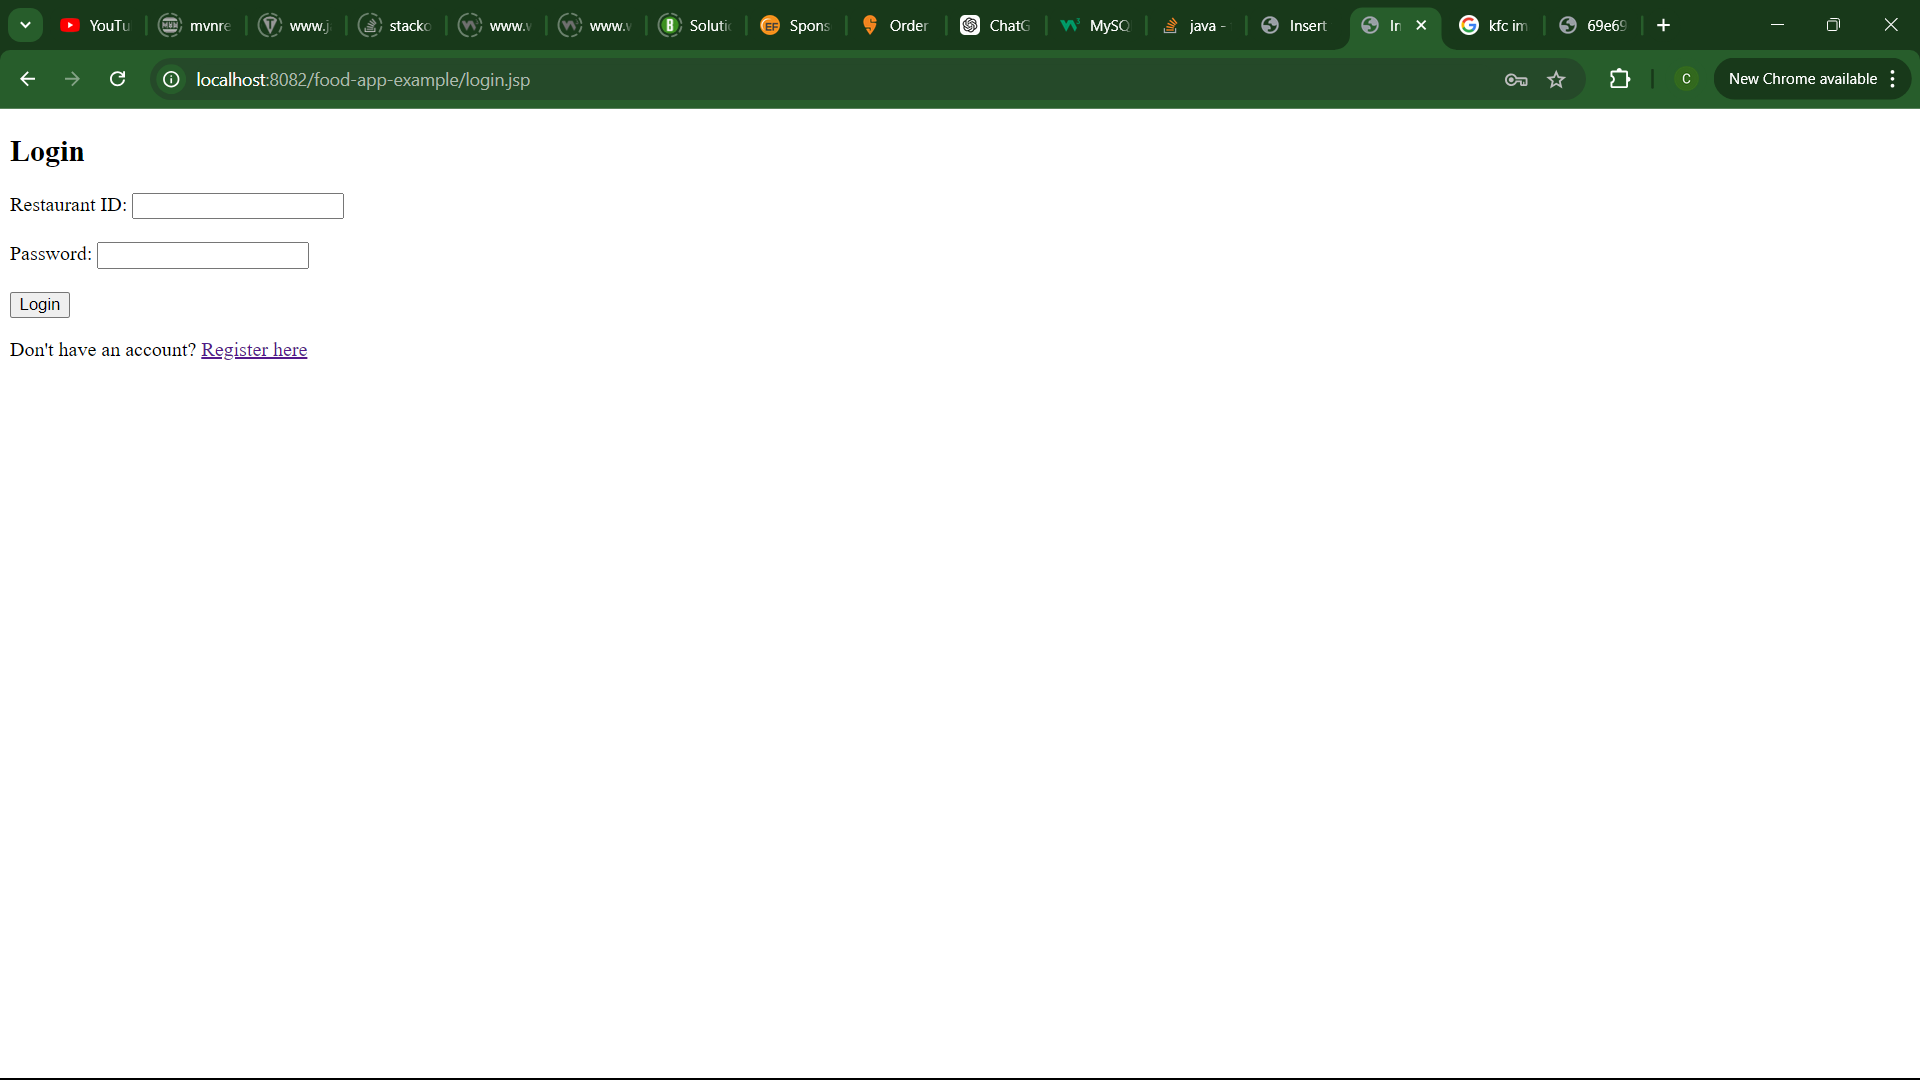 YouTu mvnre www.j stacko www.w www.w Soluti Spons Order ChatG MySQ java - Insert In kfc im 69e69
localhost:8082/food-app-example/login.jsp C New Chrome available
Login
Restaurant ID:
Password:
Login
Don't have an account? Register here